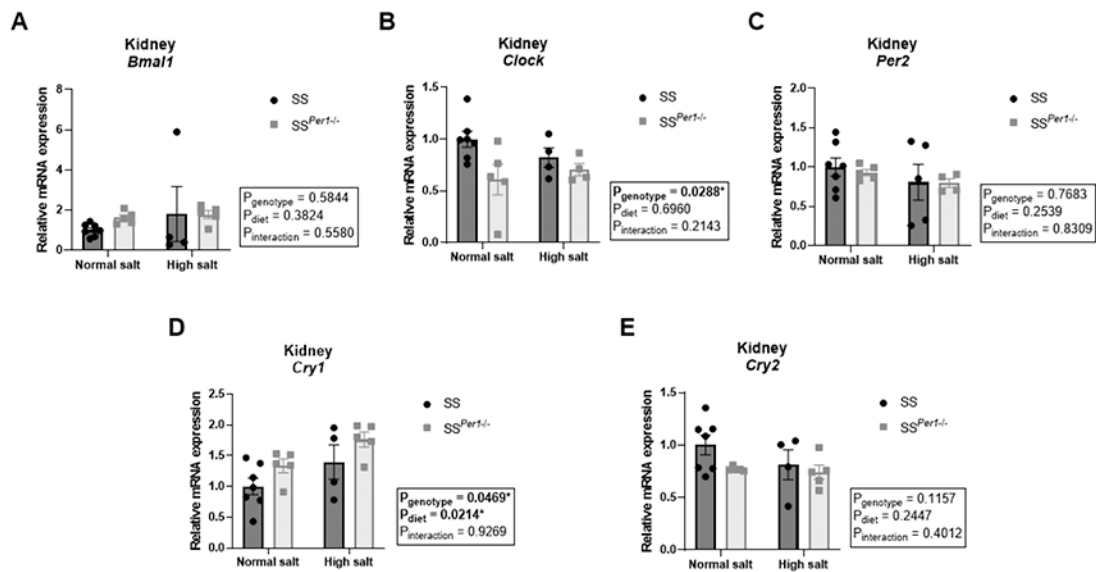 A
Kidney
Bmal1
Relative mRNA expression
8
6
4
2
0
Normal salt
High salt
SS
SSPer1-/-
Pgenotype = 0.5844
Pdiet = 0.3824
Pinteraction = 0.5580
B
Kidney
Clock
Relative mRNA expression
1.5
1.0
0.5
0.0
Normal salt
High salt
SS
SSPer1-/-
Pgenotype = 0.0288*
Pdiet = 0.6960
Pinteraction = 0.2143
C
Kidney
Per2
Relative mRNA expression
2.0
1.5
1.0
0.5
0.0
Normal salt
High salt
SS
SSPer1-/-
Pgenotype = 0.7683
Pdiet = 0.2539
Pinteraction = 0.8309
D
Kidney
Cry1
Relative mRNA expression
2.5
2.0
1.5
1.0
0.5
0.0
Normal salt
High salt
SS
SSPer1-/-
Pgenotype = 0.0469*
Pdiet = 0.0214*
Pinteraction = 0.9269
E
Kidney
Cry2
Relative mRNA expression
1.5
1.0
0.5
0.0
Normal salt
High salt
SS
SSPer1-/-
Pgenotype = 0.1157
Pdiet = 0.2447
Pinteraction = 0.4012